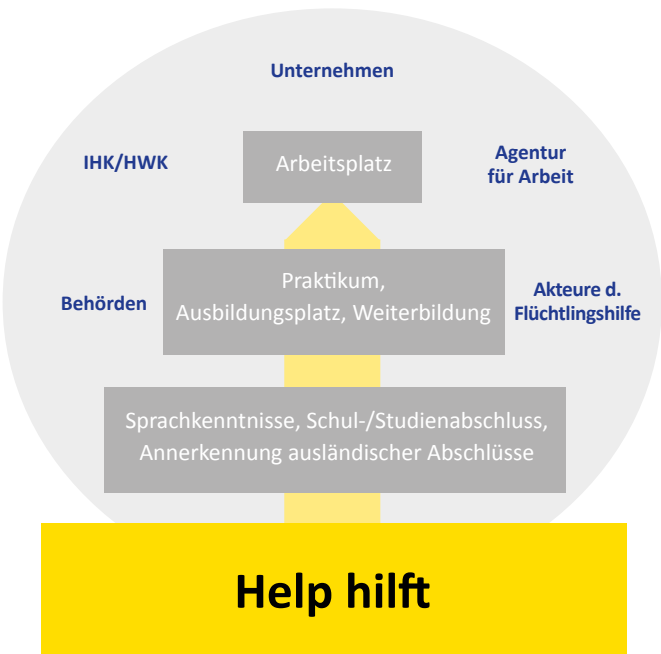 Unternehmen
IHK/HWK
Arbeitsplatz
Agentur
für Arbeit
Behörden
Praktikum,
Ausbildungsplatz, Weiterbildung
Akteure d.
Flüchtlingshilfe
Sprachkenntnisse, Schul-/Studienabschluss,
Annerkennung ausländischer Abschlüsse
Help hilft